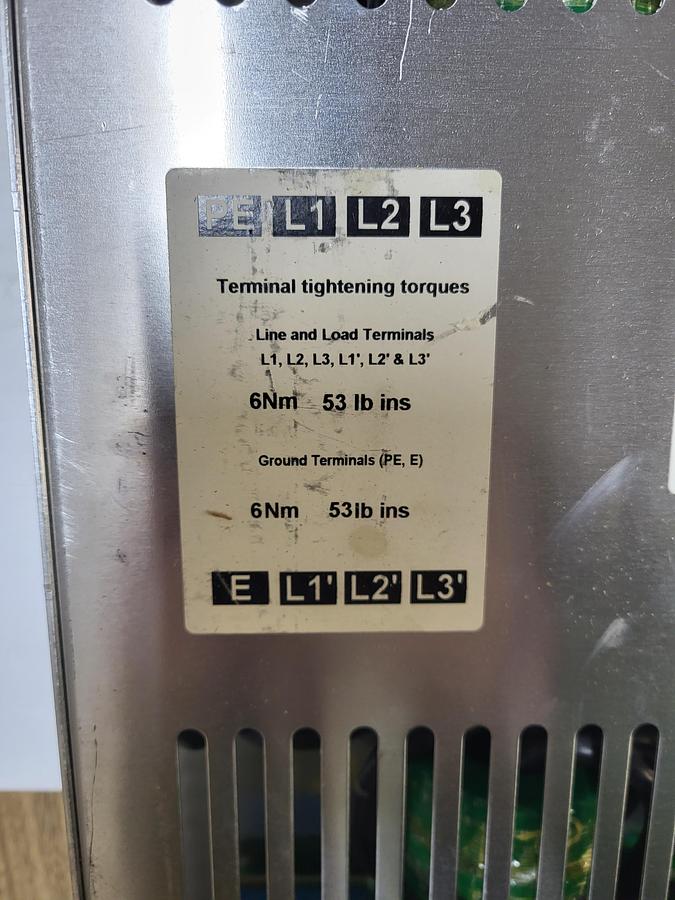 PE L1 L2 L3
Terminal tightening torques
Line and Load Terminals
L1, L2, L3, L1', L2' & L3'
6Nm 53 lb ins
Ground Terminals (PE, E)
6Nm 53lb ins
E L1' L2' L3'